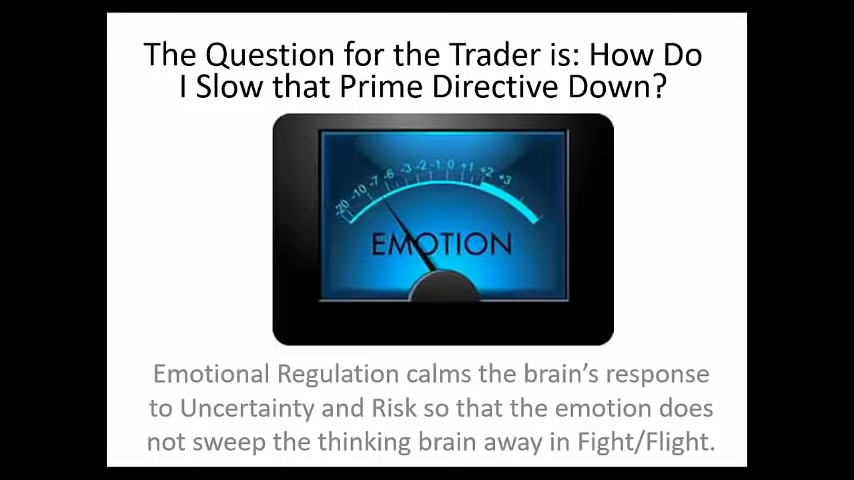 The Question for the Trader is: How Do
I Slow that Prime Directive Down?
-20 -10 -7 -6 -3 -2 -1 0 +1 +2 +3
EMOTION
Emotional Regulation calms the brain's response
to Uncertainty and Risk so that the emotion does
not sweep the thinking brain away in Fight/Flight.